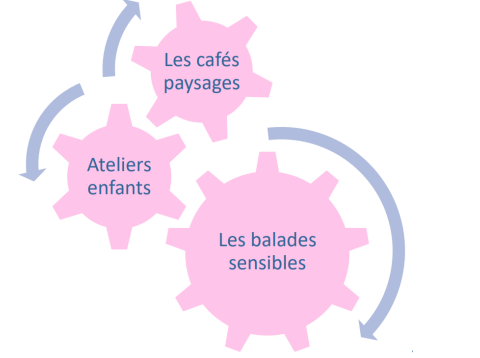 Les cafés
paysages
Ateliers
enfants
Les balades
sensibles